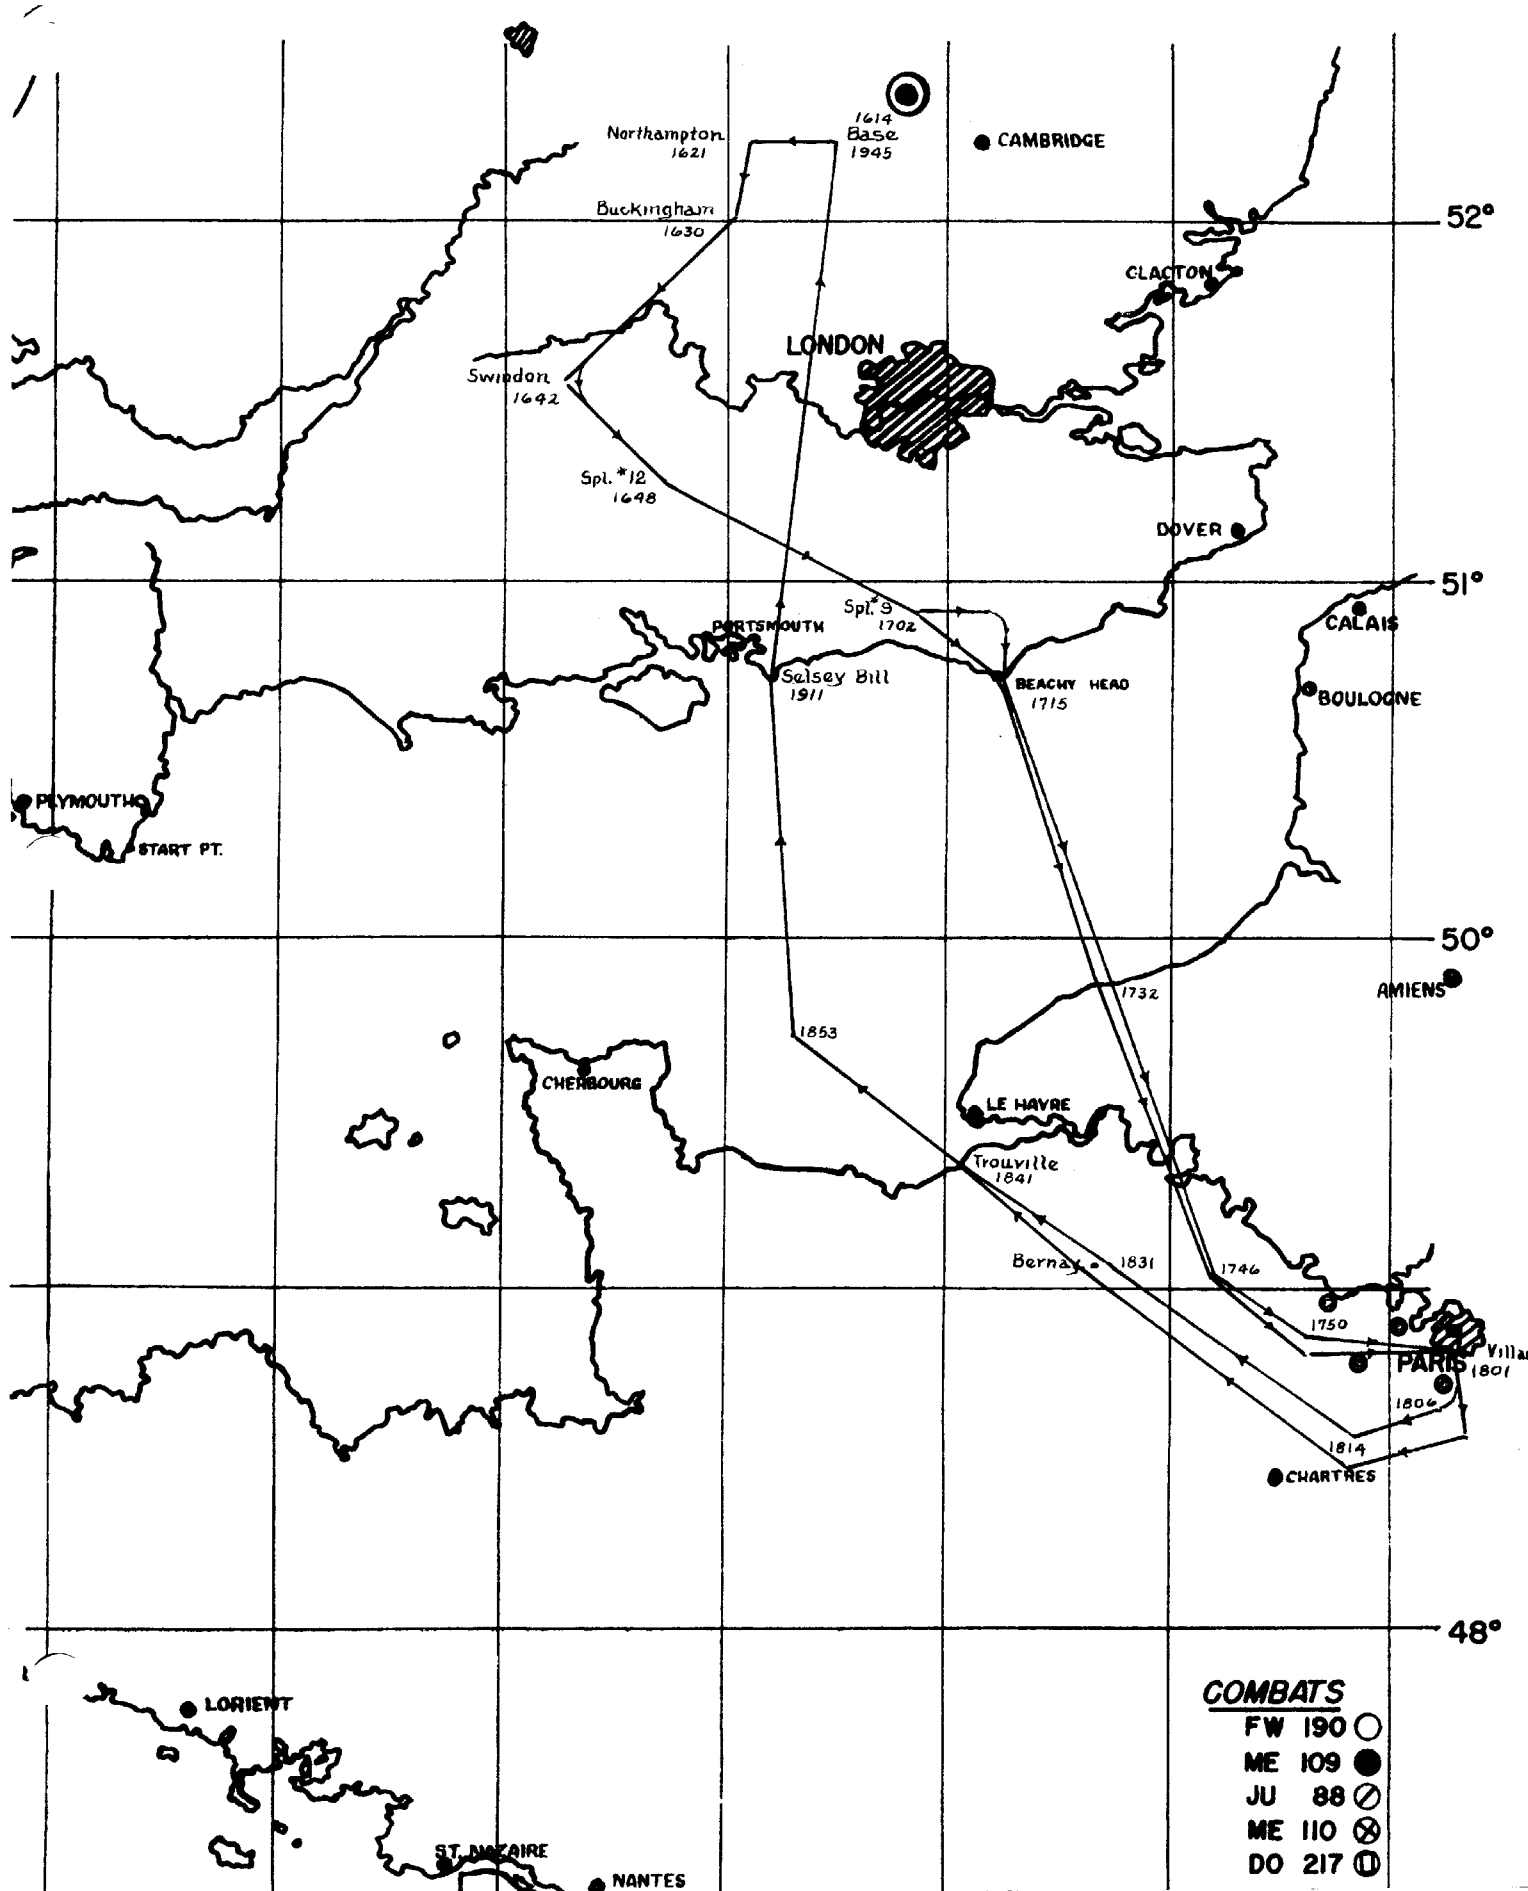 1614
Northampton
1621
Base
1945
CAMBRIDGE
Buckingham
1630
52°
CLACTON
LONDON
Swindon
1642
Spl. #12
1648
DOVER
51°
Spl. #9
1702
CALAIS
PORTSMOUTH
Selsey Bill
1911
BEACHY HEAD
1715
BOULOGNE
PLYMOUTH
START PT.
50°
1732
AMIENS
1853
CHERBOURG
LE HAVRE
Trouville
1841
Bernay
1831
1746
1750
PARIS
1801
1806
1814
CHARTRES
48°
COMBATS
FW 190
ME 109
JU 88
ME 110
DO 217
LORIENT
ST. NAZAIRE
NANTES